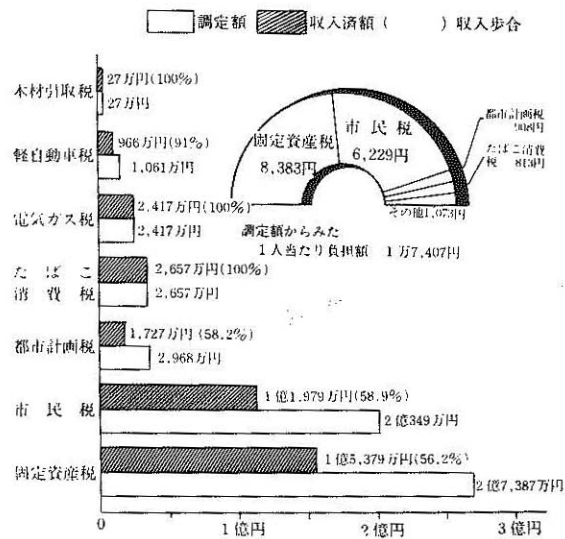 調定額 収入済額( )収入歩合
木材引取税
27万円(100%)
27万円
軽自動車税
966万円(91%)
1,061万円
電気ガス税
2,417万円(100%)
2,417万円
たばこ
消費税
2,657万円(100%)
2,657万円
都市計画税
1,727万円(58.2%)
2,968万円
市民税
1億1,979万円(58.9%)
2億349万円
固定資産税
1億5,379万円(56.2%)
2億7,387万円
0 1億円 2億円 3億円
固定資産税
8,383円
市民税
6,229円
都市計画税
908円
たばこ消費
税 813円
その他1,073円
調定額からみた
1人当たり負担額 1万7,407円